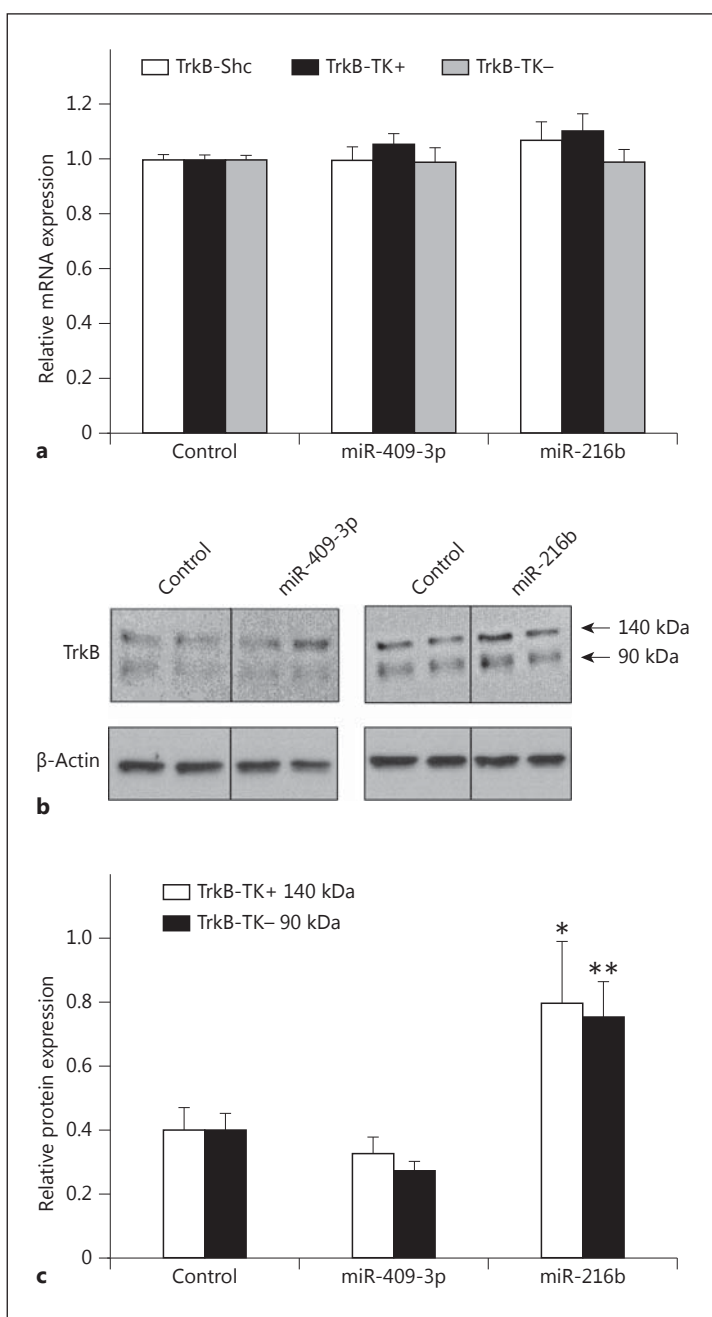 TrkB-Shc TrkB-TK+ TrkB-TK–
1.2
1.0
0.8
0.6
0.4
0.2
0
Relative mRNA expression
Control miR-409-3p miR-216b
a
Control miR-409-3p Control miR-216b
TrkB
140 kDa
90 kDa
β-Actin
b
TrkB-TK+ 140 kDa
TrkB-TK– 90 kDa
1.0
0.8
0.6
0.4
0.2
0
Relative protein expression
*
**
Control miR-409-3p miR-216b
c